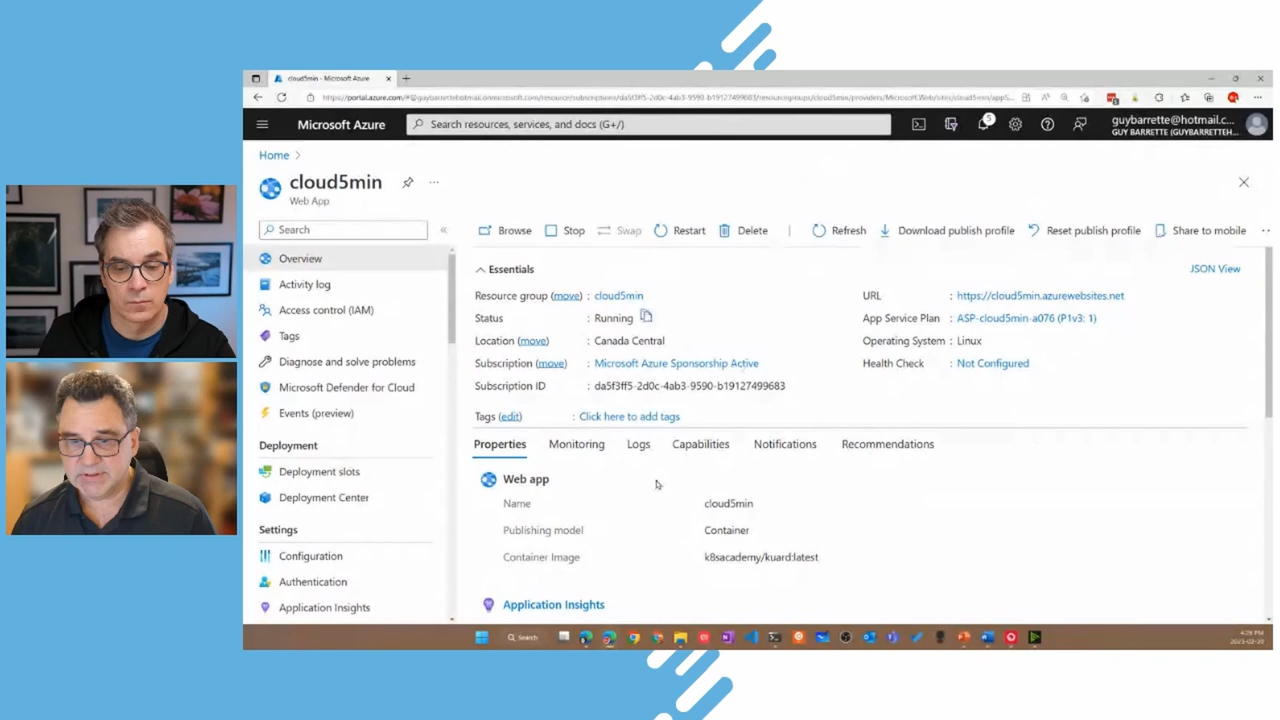 cloud5min - Microsoft Azure
Microsoft Azure
Search resources, services, and docs (G+/)
5
guybarrette@hotmail.c...
GUY BARRETTE (GUYBARRETTEH...
Home
cloud5min
Web App
Search
Browse Stop Swap Restart Delete Refresh Download publish profile Reset publish profile Share to mobile
Overview
Activity log
Access control (IAM)
Tags
Diagnose and solve problems
Microsoft Defender for Cloud
Events (preview)
Deployment
Deployment slots
Deployment Center
Settings
Configuration
Authentication
Application Insights
Essentials
JSON View
Resource group (move) : cloud5min
Status : Running
Location (move) : Canada Central
Subscription (move) : Microsoft Azure Sponsorship Active
Subscription ID : da5f3ff5-2d0c-4ab3-9590-b19127499683
URL : https://cloud5min.azurewebsites.net
App Service Plan : ASP-cloud5min-a076 (P1v3: 1)
Operating System : Linux
Health Check : Not Configured
Tags (edit) : Click here to add tags
Properties Monitoring Logs Capabilities Notifications Recommendations
Web app
Name cloud5min
Publishing model Container
Container Image k8sacademy/kuard:latest
Application Insights
Search